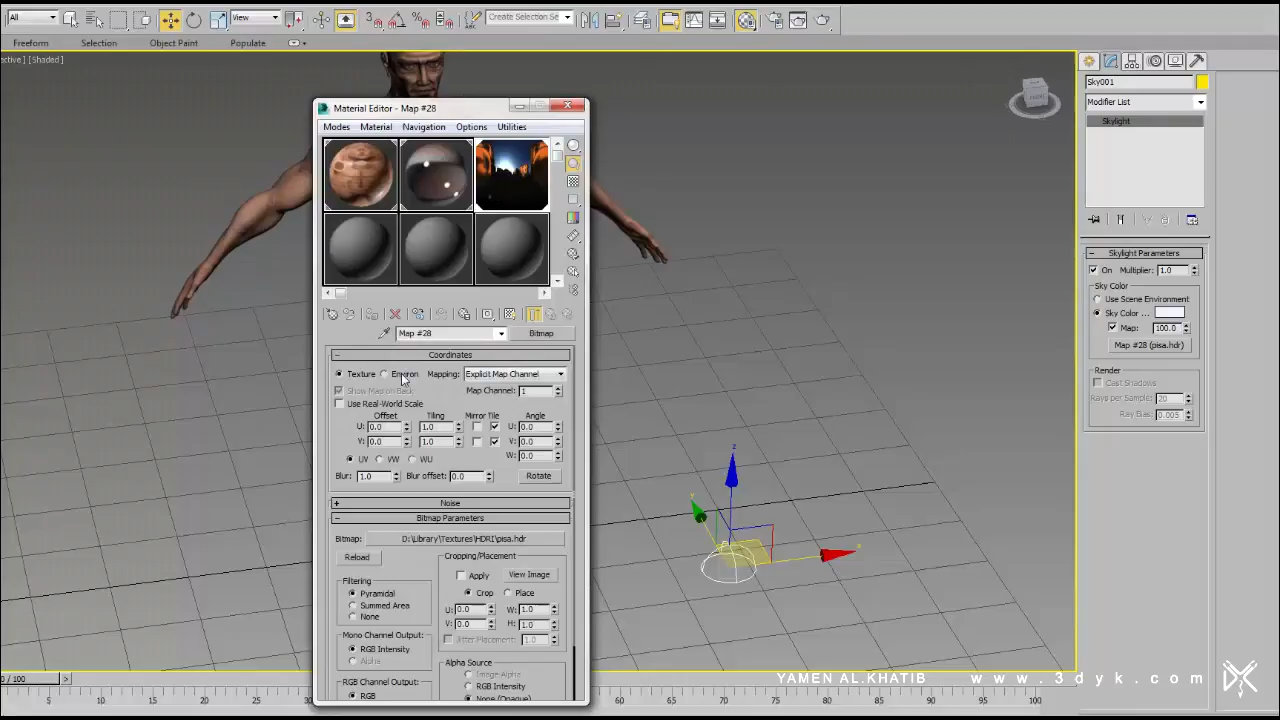 All
View
Create Selection Se
Freeform
Selection
Object Paint
Populate
ective ] [ Shaded ]
Material Editor - Map #28
Modes
Material
Navigation
Options
Utilities
Map #28
Bitmap
Coordinates
Texture
Environ
Mapping:
Explicit Map Channel
Show Map on Back
Map Channel:
1
Use Real-World Scale
Offset
Tiling
Mirror Tile
Angle
U:
0.0
1.0
U:
0.0
V:
0.0
1.0
V:
0.0
W:
0.0
UV
VW
WU
Blur:
1.0
Blur offset:
0.0
Rotate
Noise
Bitmap Parameters
Bitmap:
D:\Library\Textures\HDRI\pisa.hdr
Reload
Cropping/Placement
Apply
View Image
Crop
Place
U:
0.0
W:
1.0
V:
0.0
H:
1.0
Jitter Placement:
1.0
Filtering
Pyramidal
Summed Area
None
Mono Channel Output:
RGB Intensity
Alpha
RGB Channel Output:
RGB
Alpha Source
Image Alpha
RGB Intensity
None (Opaque)
Sky001
Modifier List
Skylight
Skylight Parameters
On
Multiplier:
1.0
Sky Color
Use Scene Environment
Sky Color ...
Map:
100.0
Map #28 (pisa.hdr)
Render
Cast Shadows
Rays per Sample:
20
Ray Bias:
0.005
z
y
x
0 / 100
5
10
15
20
25
30
60
65
70
75
80
85
90
95
100
YAMEN AL.KHATIB
www.3dyk.com